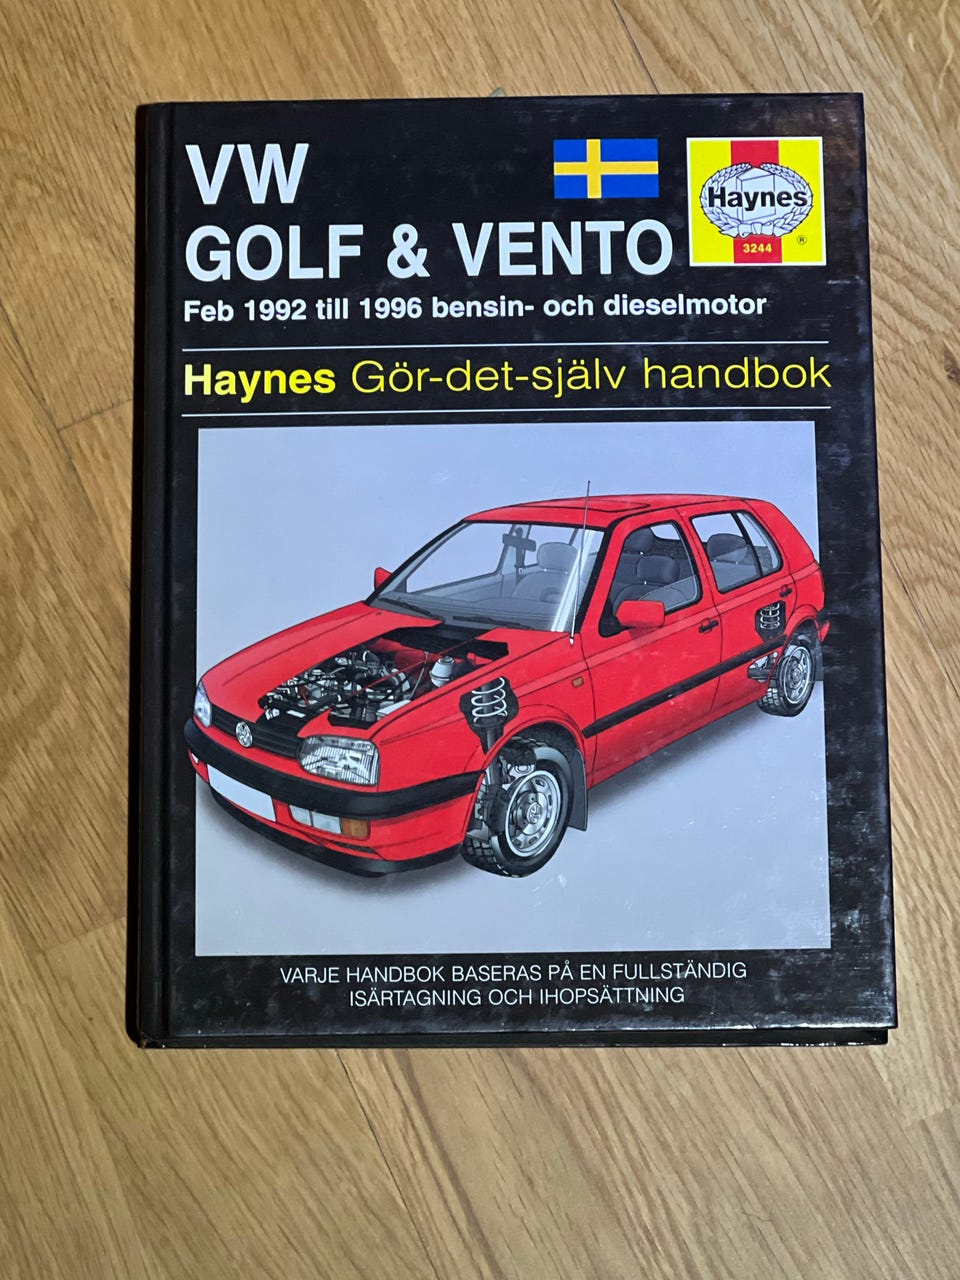 VW
GOLF & VENTO
Haynes
3244
®
Feb 1992 till 1996 bensin- och dieselmotor
Haynes Gör-det-själv handbok
VARJE HANDBOK BASERAS PÅ EN FULLSTÄNDIG
ISÄRTAGNING OCH IHOPSÄTTNING